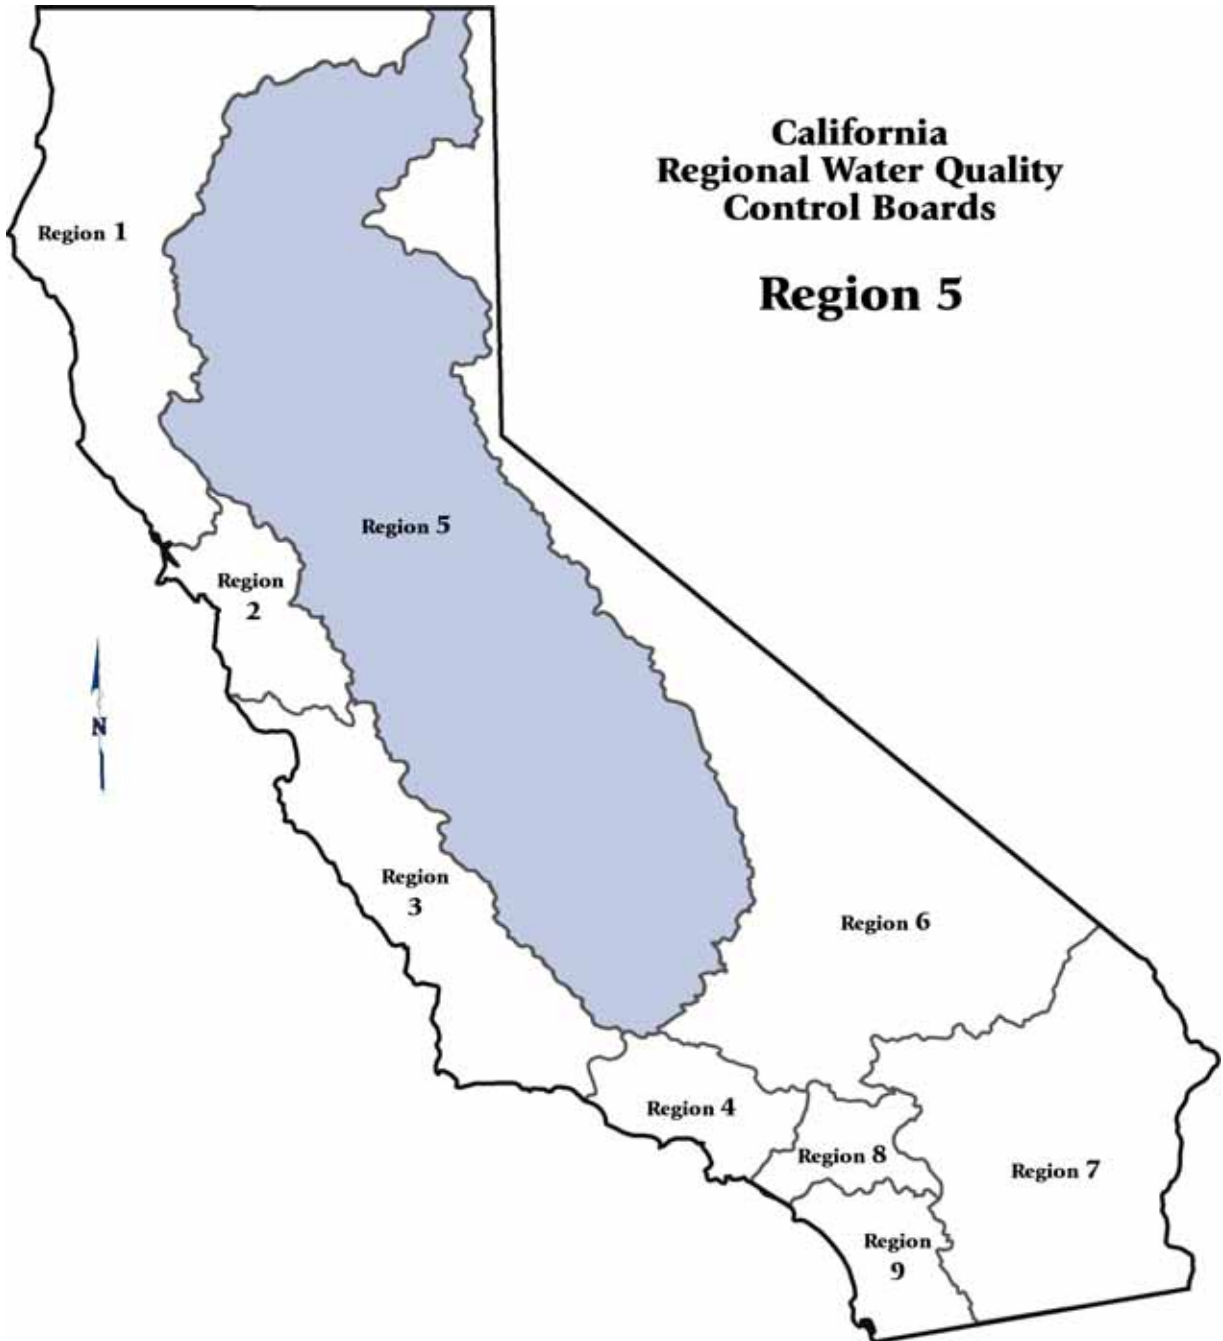 California
Regional Water Quality
Control Boards
Region 5
Region 1
Region 5
Region
2
N
Region
3
Region 6
Region 4
Region 8
Region 7
Region
9